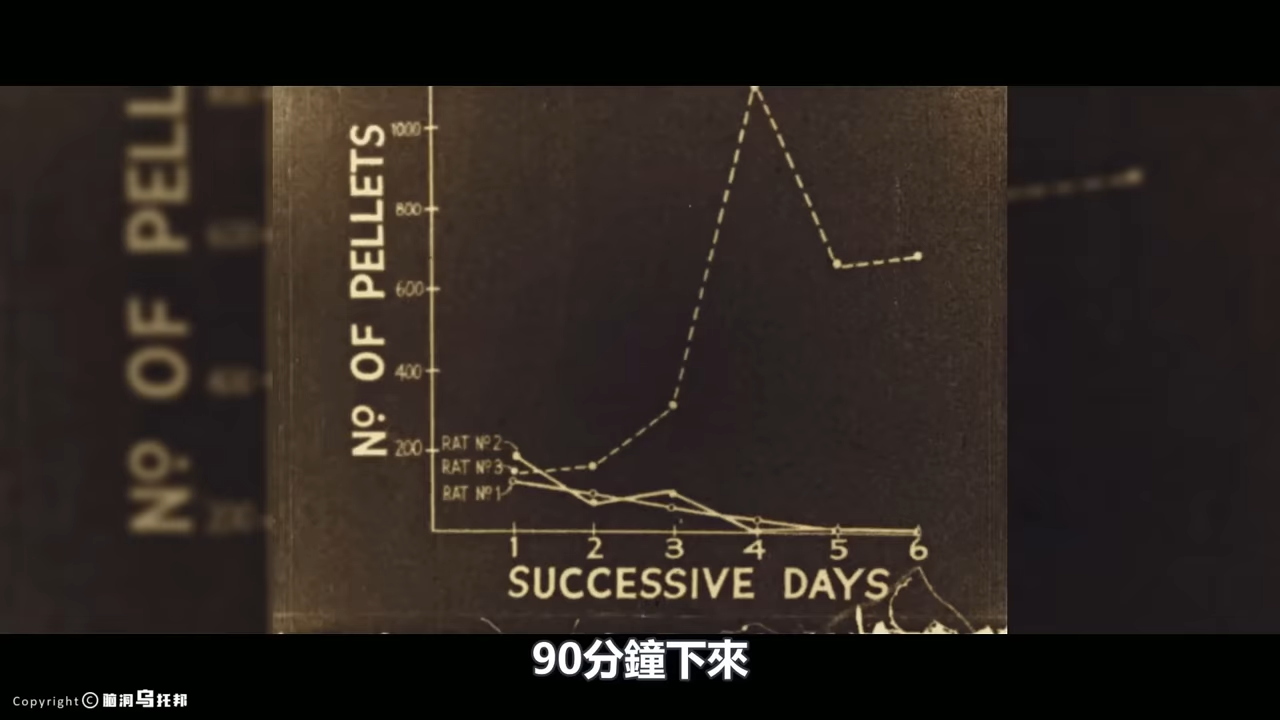 Nº OF PELLETS
1000
800
600
400
200
RAT Nº2
RAT Nº3
RAT Nº1
1 2 3 4 5 6
SUCCESSIVE DAYS
90分鐘下來
Copyright © 腦洞乌托邦